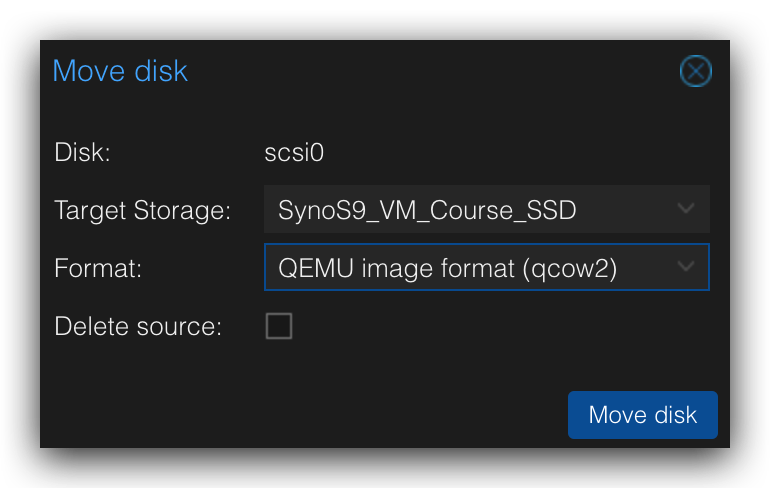 Move disk
Disk: scsi0
Target Storage: SynoS9_VM_Course_SSD
Format: QEMU image format (qcow2)
Delete source:
Move disk